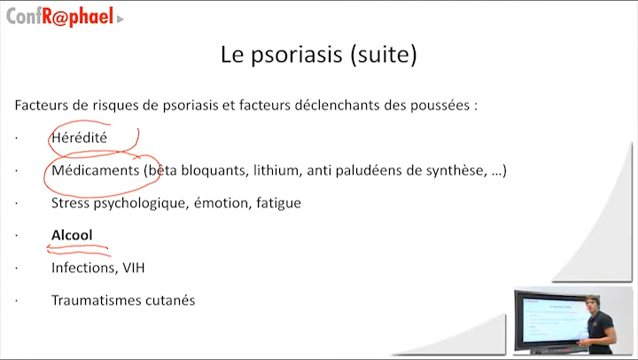 ConfR@phael
Le psoriasis (suite)
Facteurs de risques de psoriasis et facteurs déclenchants des poussées :
· Hérédité
· Médicaments (bêta bloquants, lithium, anti paludéens de synthèse, …)
· Stress psychologique, émotion, fatigue
· Alcool
· Infections, VIH
· Traumatismes cutanés